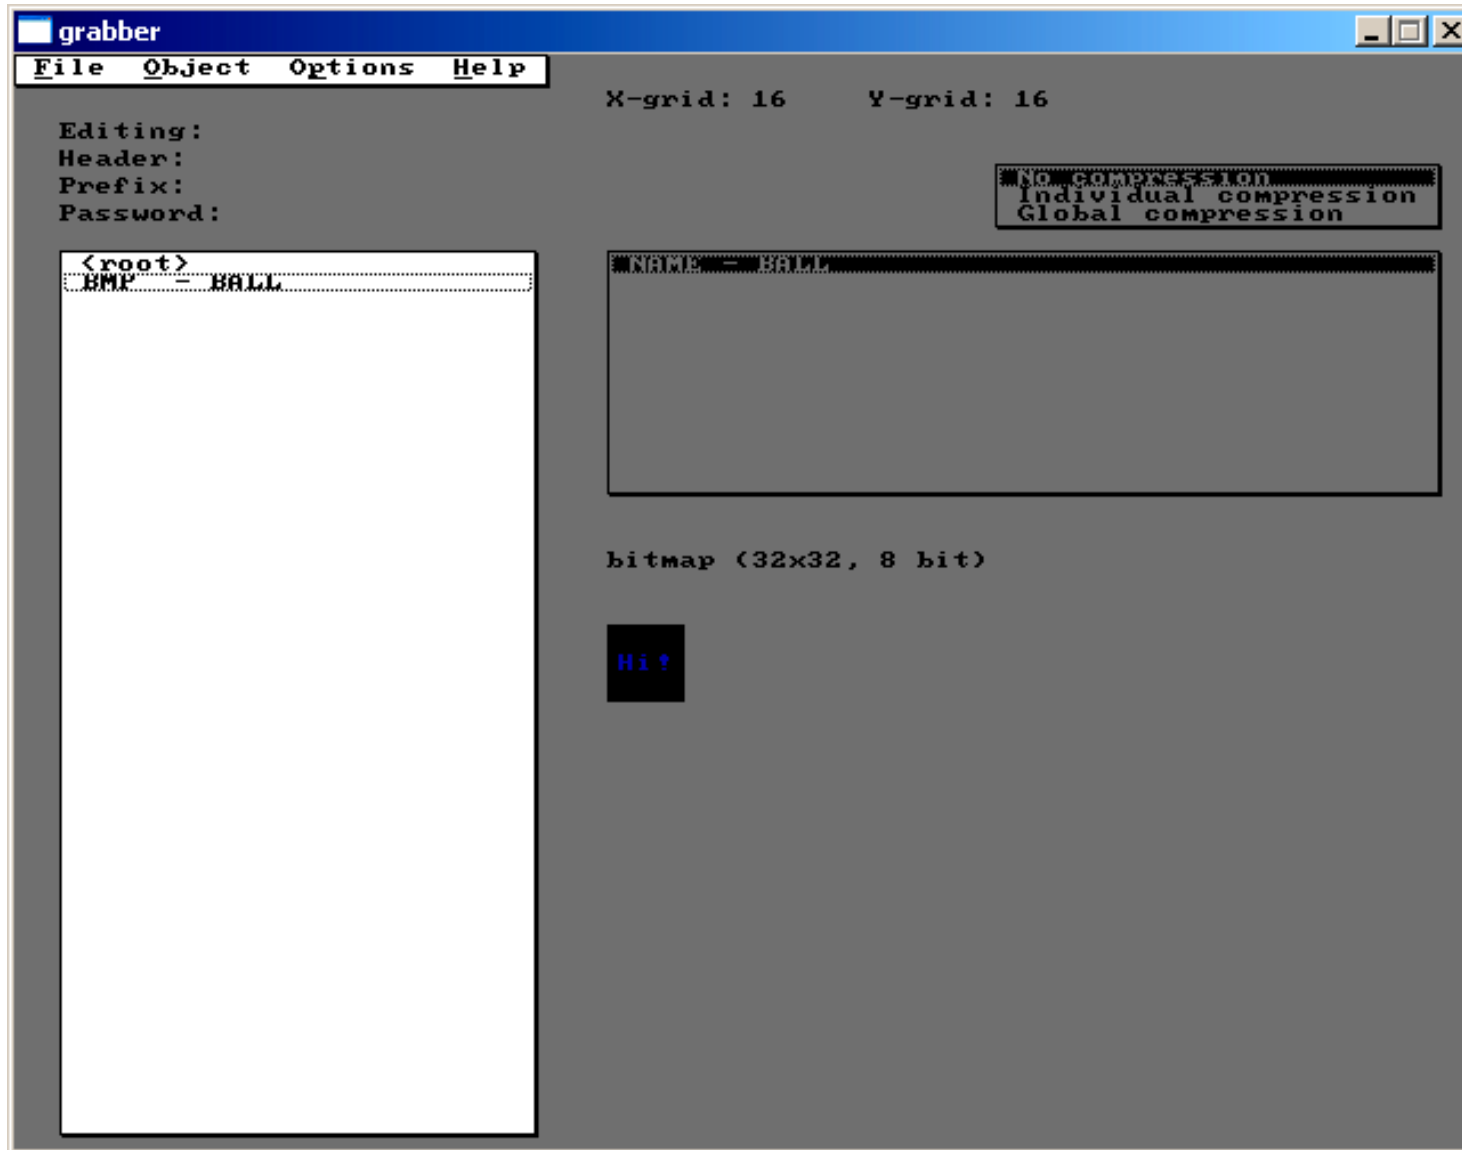 grabber
File Object Options Help
X-grid: 16 Y-grid: 16
Editing:
Header:
Prefix:
Password:
No compression
Individual compression
Global compression
<root>
BMP - BALL
NAME - BALL
bitmap (32x32, 8 bit)
Hi!